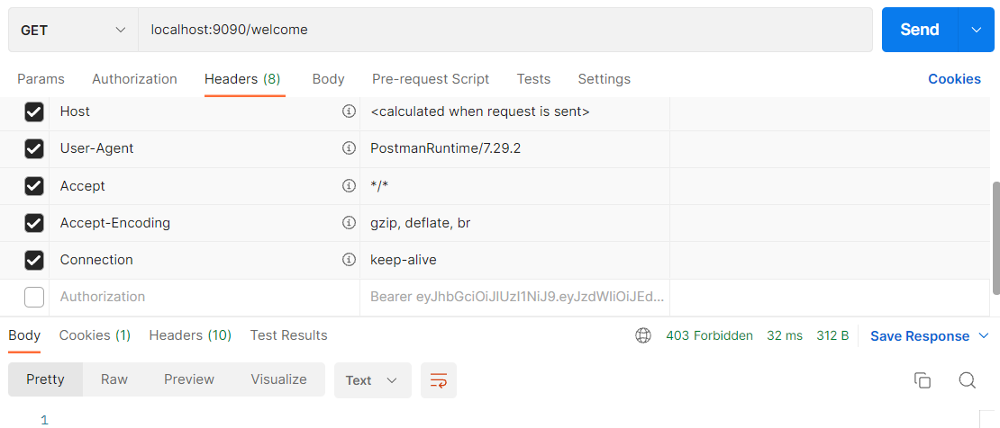 GET localhost:9090/welcome Send
Params Authorization Headers (8) Body Pre-request Script Tests Settings Cookies
Host <calculated when request is sent>
User-Agent PostmanRuntime/7.29.2
Accept */*
Accept-Encoding gzip, deflate, br
Connection keep-alive
Authorization Bearer eyJhbGciOiJIUzI1NiJ9.eyJzdWIiOiJEd...
Body Cookies (1) Headers (10) Test Results 403 Forbidden 32 ms 312 B Save Response
Pretty Raw Preview Visualize Text
1